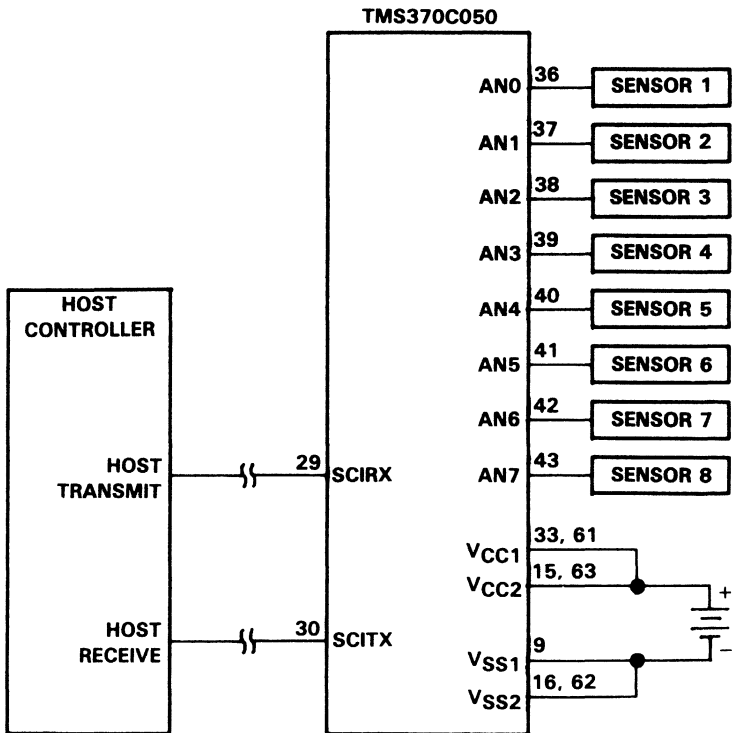 TMS370C050
AN0 36 SENSOR 1
AN1 37 SENSOR 2
AN2 38 SENSOR 3
AN3 39 SENSOR 4
HOST
CONTROLLER
AN4 40 SENSOR 5
AN5 41 SENSOR 6
AN6 42 SENSOR 7
HOST
TRANSMIT
29 SCIRX
AN7 43 SENSOR 8
VCC1 33, 61
VCC2 15, 63
+
−
HOST
RECEIVE
30 SCITX
VSS1 9
VSS2 16, 62